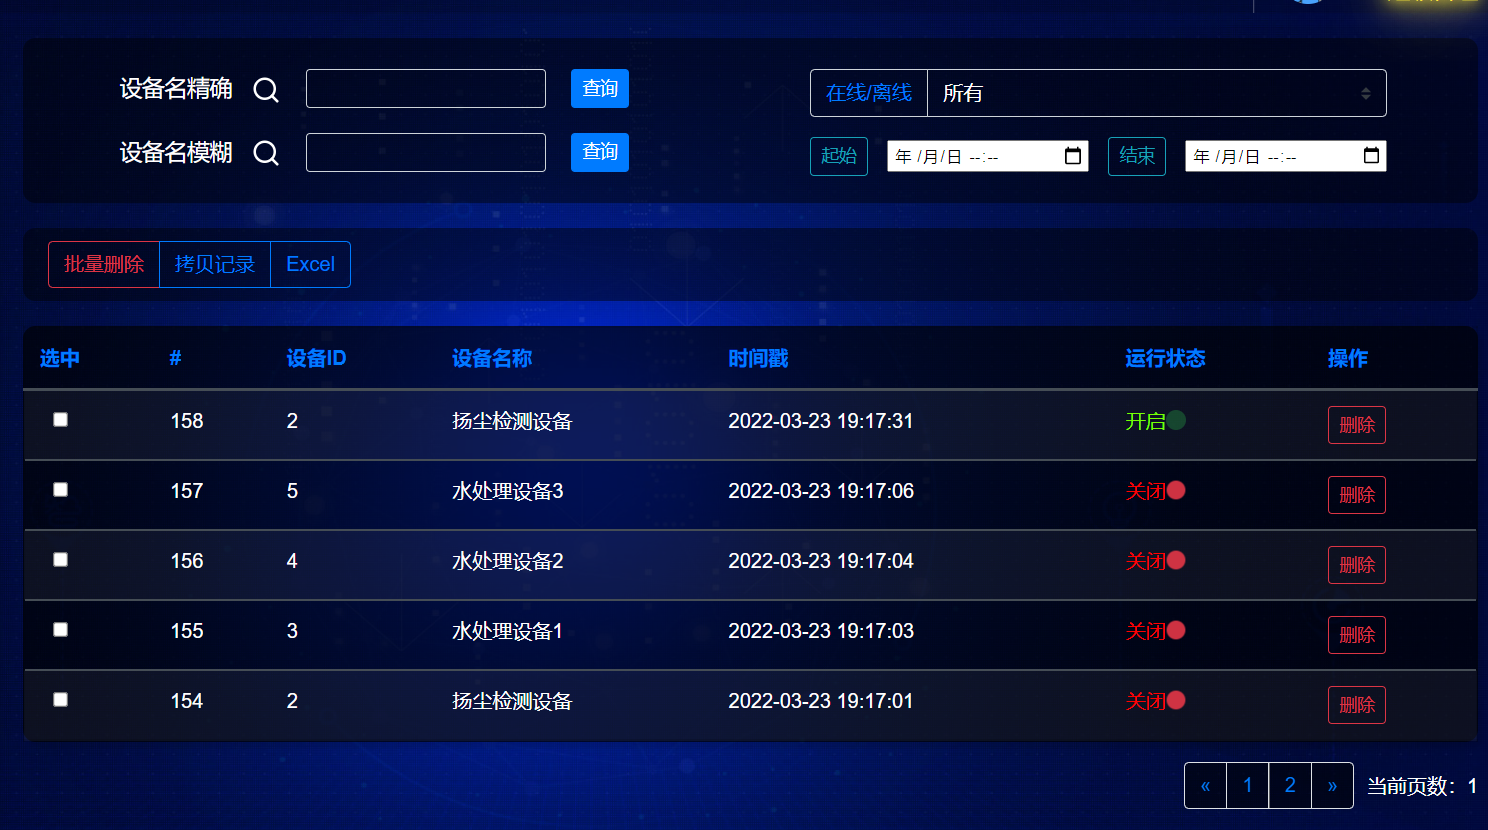 设备名精确 查询 在线/离线 所有
设备名模糊 查询 起始 年 /月/日 --:-- 结束 年 /月/日 --:--
批量删除 拷贝记录 Excel
选中 # 设备ID 设备名称 时间戳 运行状态 操作
158 2 扬尘检测设备 2022-03-23 19:17:31 开启 删除
157 5 水处理设备3 2022-03-23 19:17:06 关闭 删除
156 4 水处理设备2 2022-03-23 19:17:04 关闭 删除
155 3 水处理设备1 2022-03-23 19:17:03 关闭 删除
154 2 扬尘检测设备 2022-03-23 19:17:01 关闭 删除
« 1 2 » 当前页数：1